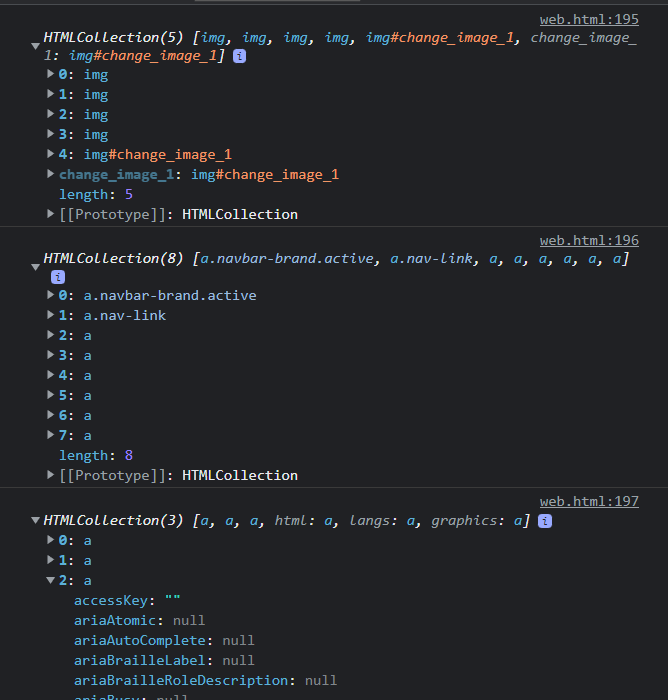 web.html:195
HTMLCollection(5) [img, img, img, img, img#change_image_1, change_image_
1: img#change_image_1] i
0: img
1: img
2: img
3: img
4: img#change_image_1
change_image_1: img#change_image_1
length: 5
[[Prototype]]: HTMLCollection
web.html:196
HTMLCollection(8) [a.navbar-brand.active, a.nav-link, a, a, a, a, a, a]
i
0: a.navbar-brand.active
1: a.nav-link
2: a
3: a
4: a
5: a
6: a
7: a
length: 8
[[Prototype]]: HTMLCollection
web.html:197
HTMLCollection(3) [a, a, a, html: a, langs: a, graphics: a] i
0: a
1: a
2: a
accessKey: ""
ariaAtomic: null
ariaAutoComplete: null
ariaBrailleLabel: null
ariaBrailleRoleDescription: null
ariaBusy: null